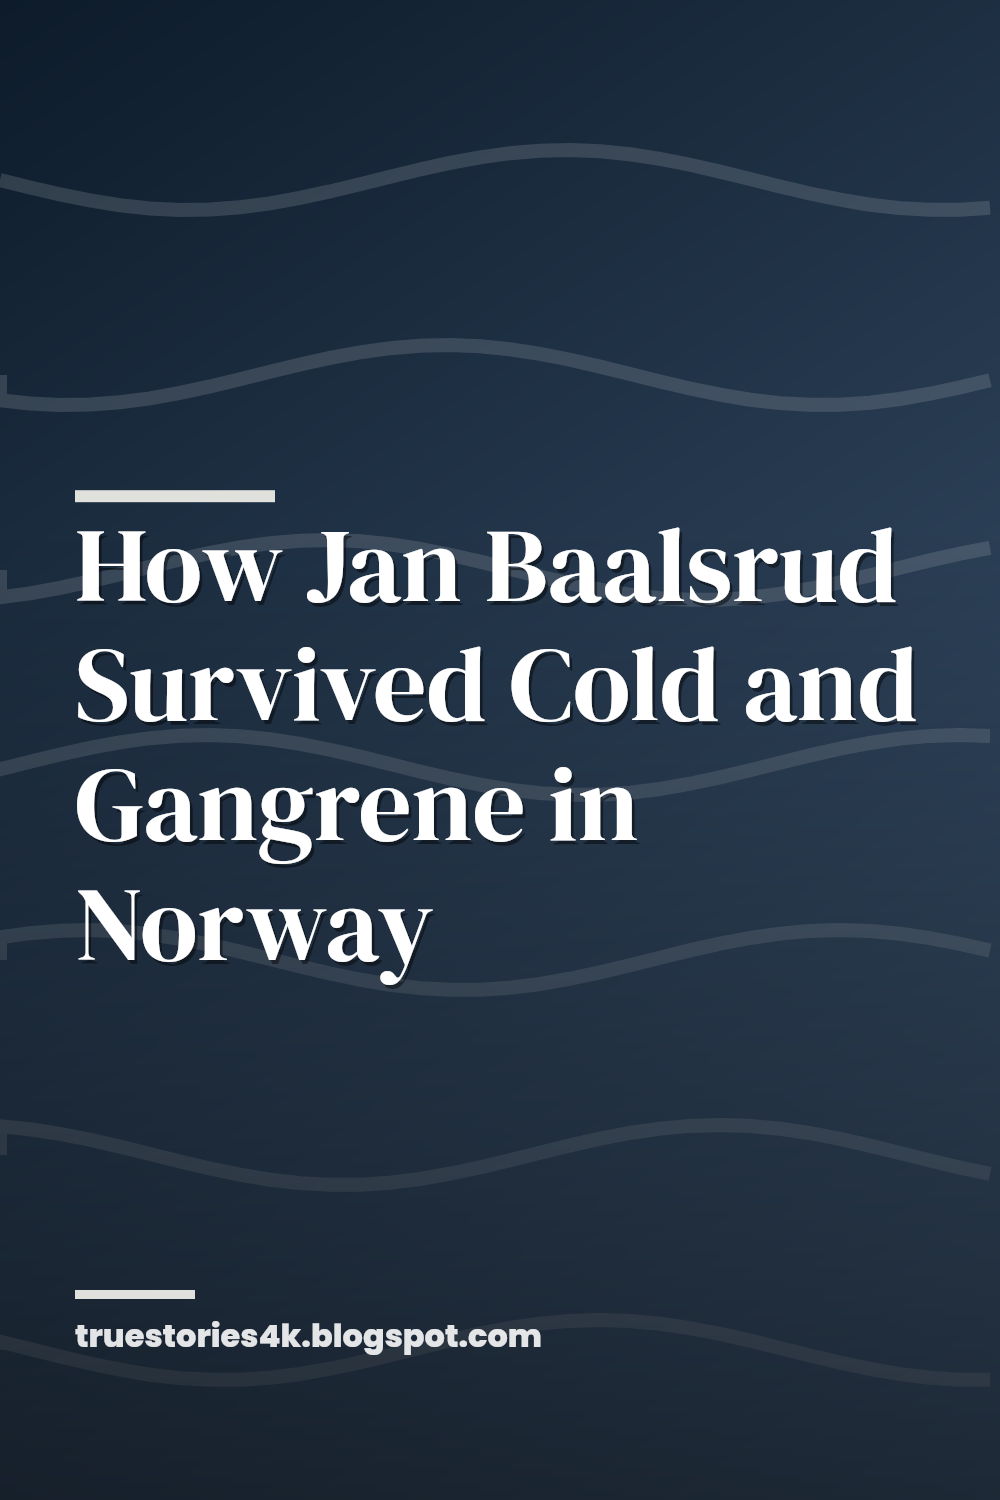 How Jan Baalsrud
Survived Cold and
Gangrene in
Norway
truestories4k.blogspot.com